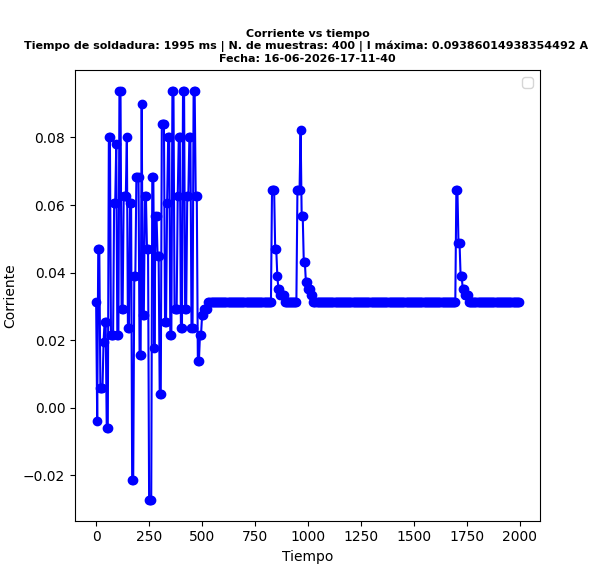 Corriente vs tiempo
Tiempo de soldadura: 1995 ms | N. de muestras: 400 | I máxima: 0.09386014938354492 A
Fecha: 16-06-2026-17-11-40
0.08
0.06
0.04
0.02
0.00
−0.02
Corriente
0 250 500 750 1000 1250 1500 1750 2000
Tiempo